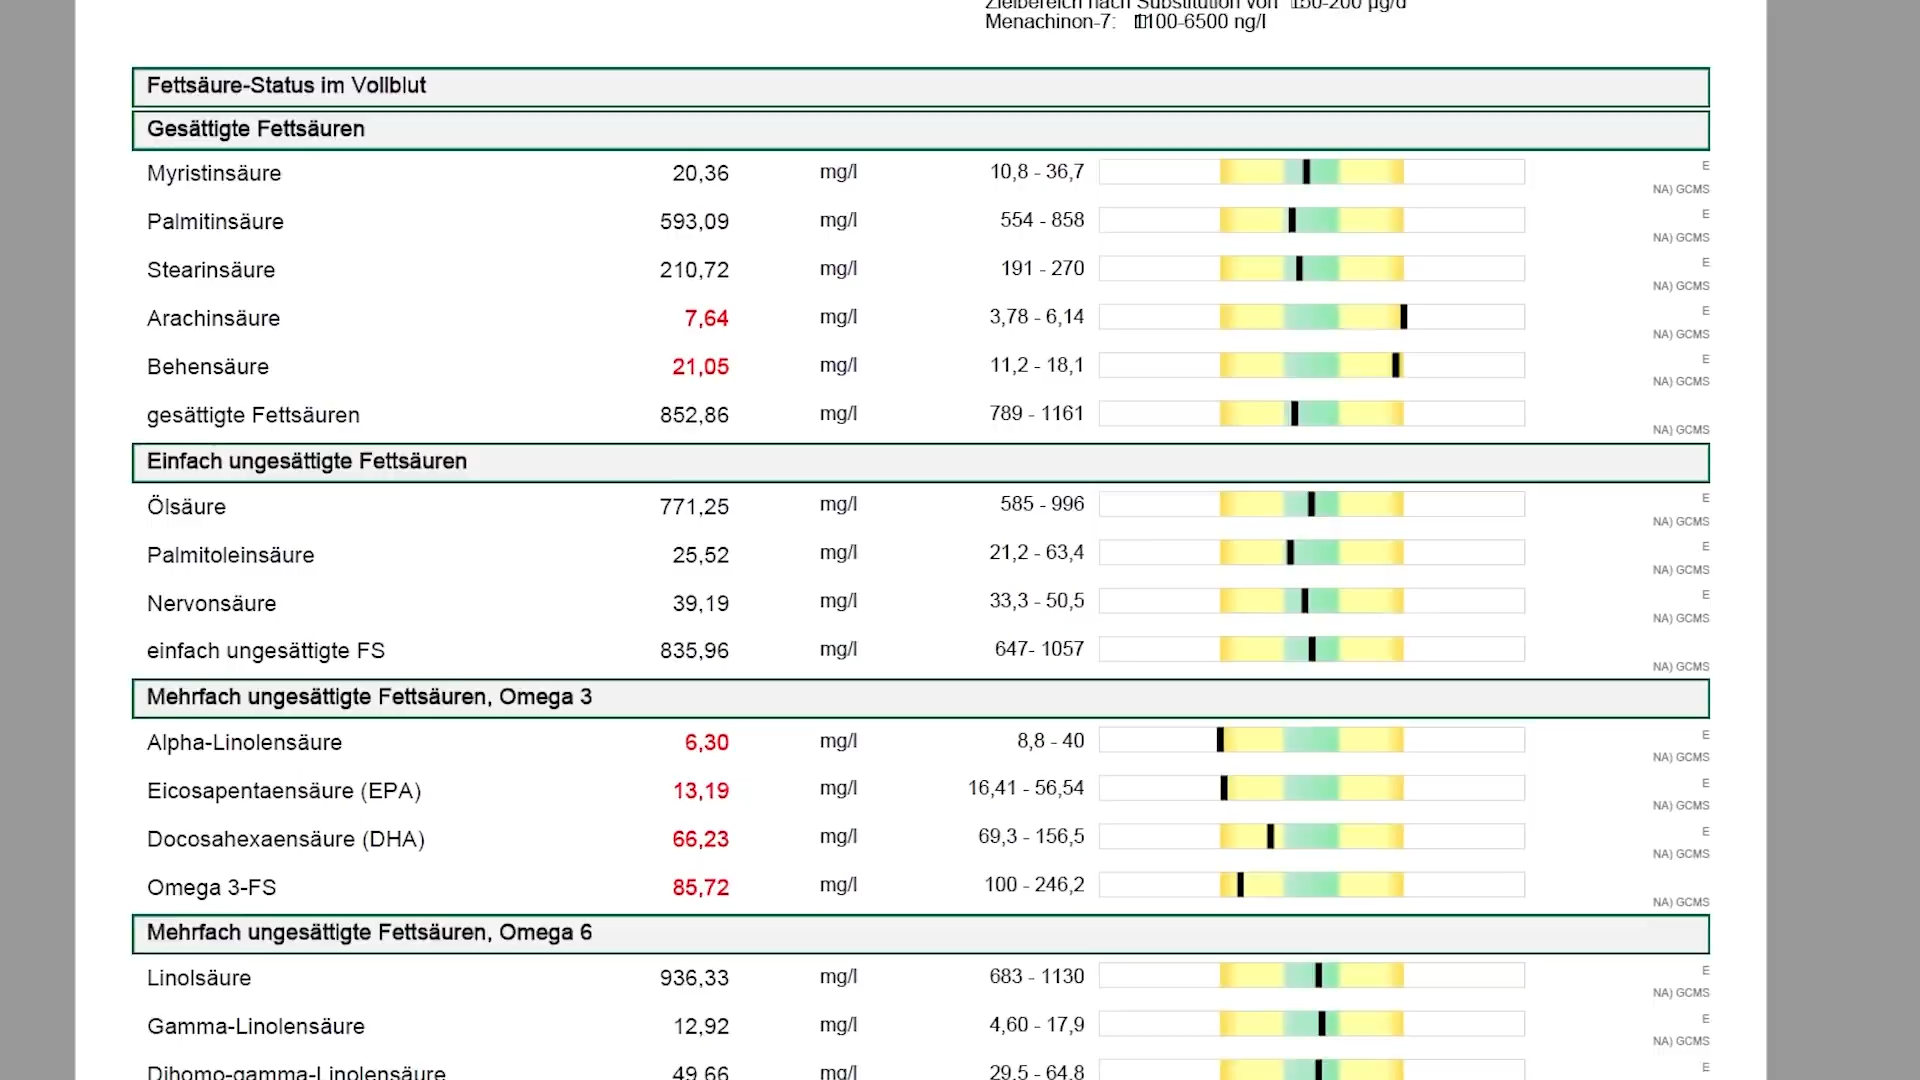 Zielbereich nach Substitution von 50-200 µg/d
Menachinon-7: 100-6500 ng/l
Fettsäure-Status im Vollblut
Gesättigte Fettsäuren
Myristinsäure 20,36 mg/l 10,8 - 36,7 E
NA) GCMS
Palmitinsäure 593,09 mg/l 554 - 858 E
NA) GCMS
Stearinsäure 210,72 mg/l 191 - 270 E
NA) GCMS
Arachinsäure 7,64 mg/l 3,78 - 6,14 E
NA) GCMS
Behensäure 21,05 mg/l 11,2 - 18,1 E
NA) GCMS
gesättigte Fettsäuren 852,86 mg/l 789 - 1161
NA) GCMS
Einfach ungesättigte Fettsäuren
Ölsäure 771,25 mg/l 585 - 996 E
NA) GCMS
Palmitoleinsäure 25,52 mg/l 21,2 - 63,4 E
NA) GCMS
Nervonsäure 39,19 mg/l 33,3 - 50,5 E
NA) GCMS
einfach ungesättigte FS 835,96 mg/l 647- 1057
NA) GCMS
Mehrfach ungesättigte Fettsäuren, Omega 3
Alpha-Linolensäure 6,30 mg/l 8,8 - 40 E
NA) GCMS
Eicosapentaensäure (EPA) 13,19 mg/l 16,41 - 56,54 E
NA) GCMS
Docosahexaensäure (DHA) 66,23 mg/l 69,3 - 156,5 E
NA) GCMS
Omega 3-FS 85,72 mg/l 100 - 246,2
NA) GCMS
Mehrfach ungesättigte Fettsäuren, Omega 6
Linolsäure 936,33 mg/l 683 - 1130 E
NA) GCMS
Gamma-Linolensäure 12,92 mg/l 4,60 - 17,9 E
NA) GCMS
Dihomo-gamma-Linolensäure 49,66 mg/l 29,5 - 64,8 E